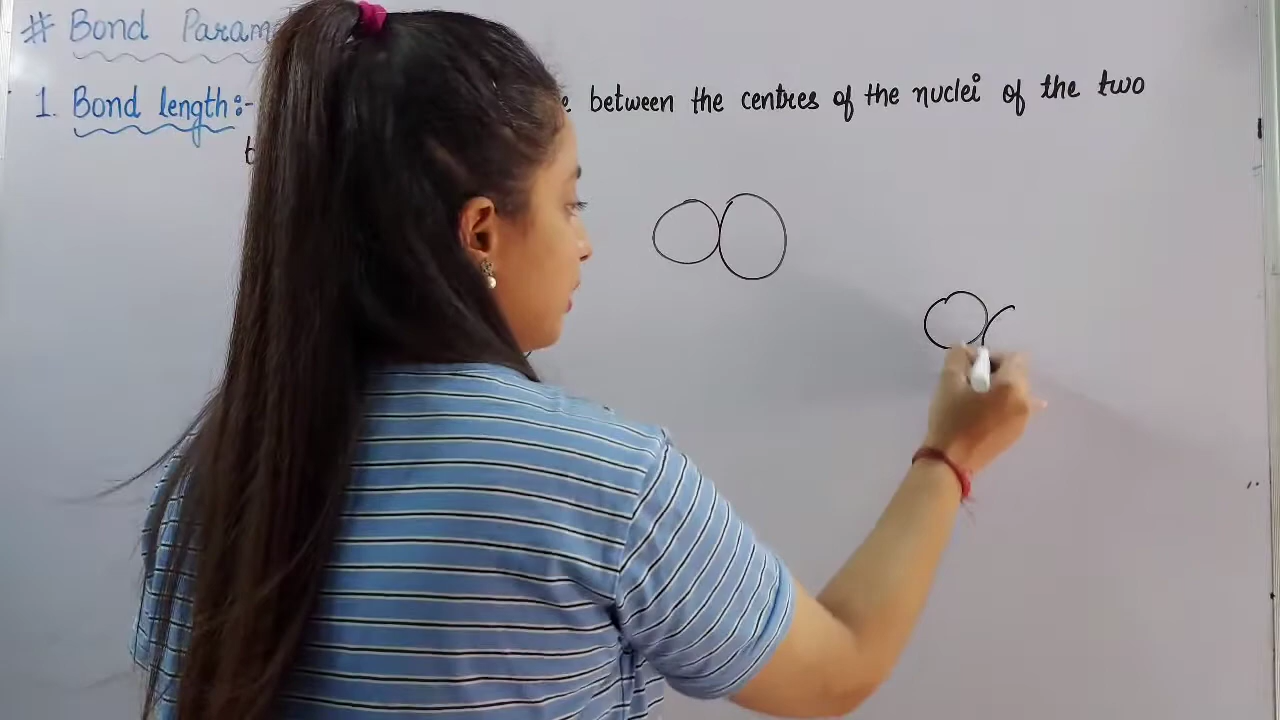 # Bond Param
1. Bond length:- between the centres of the nuclei of the two